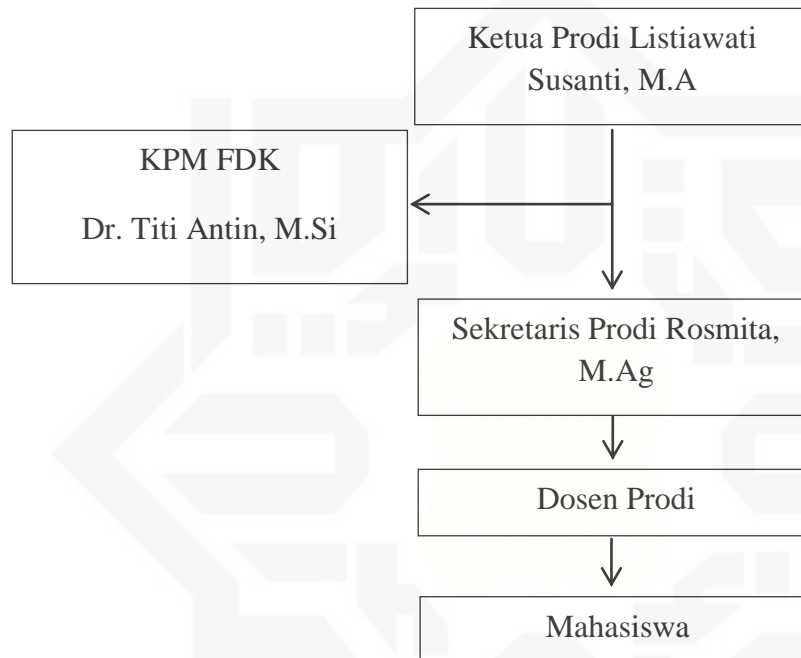 Ketua Prodi Listiawati
Susanti, M.A
KPM FDK
Dr. Titi Antin, M.Si
Sekretaris Prodi Rosmita,
M.Ag
Dosen Prodi
Mahasiswa